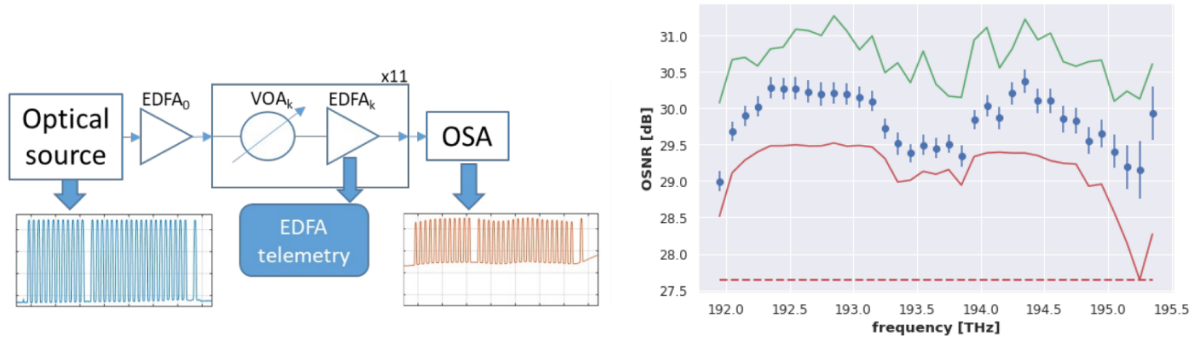 x11
EDFA0
VOAk
EDFAk
Optical
source
OSA
EDFA
telemetry
OSNR [dB]
31.0
30.5
30.0
29.5
29.0
28.5
28.0
27.5
192.0 192.5 193.0 193.5 194.0 194.5 195.0 195.5
frequency [THz]